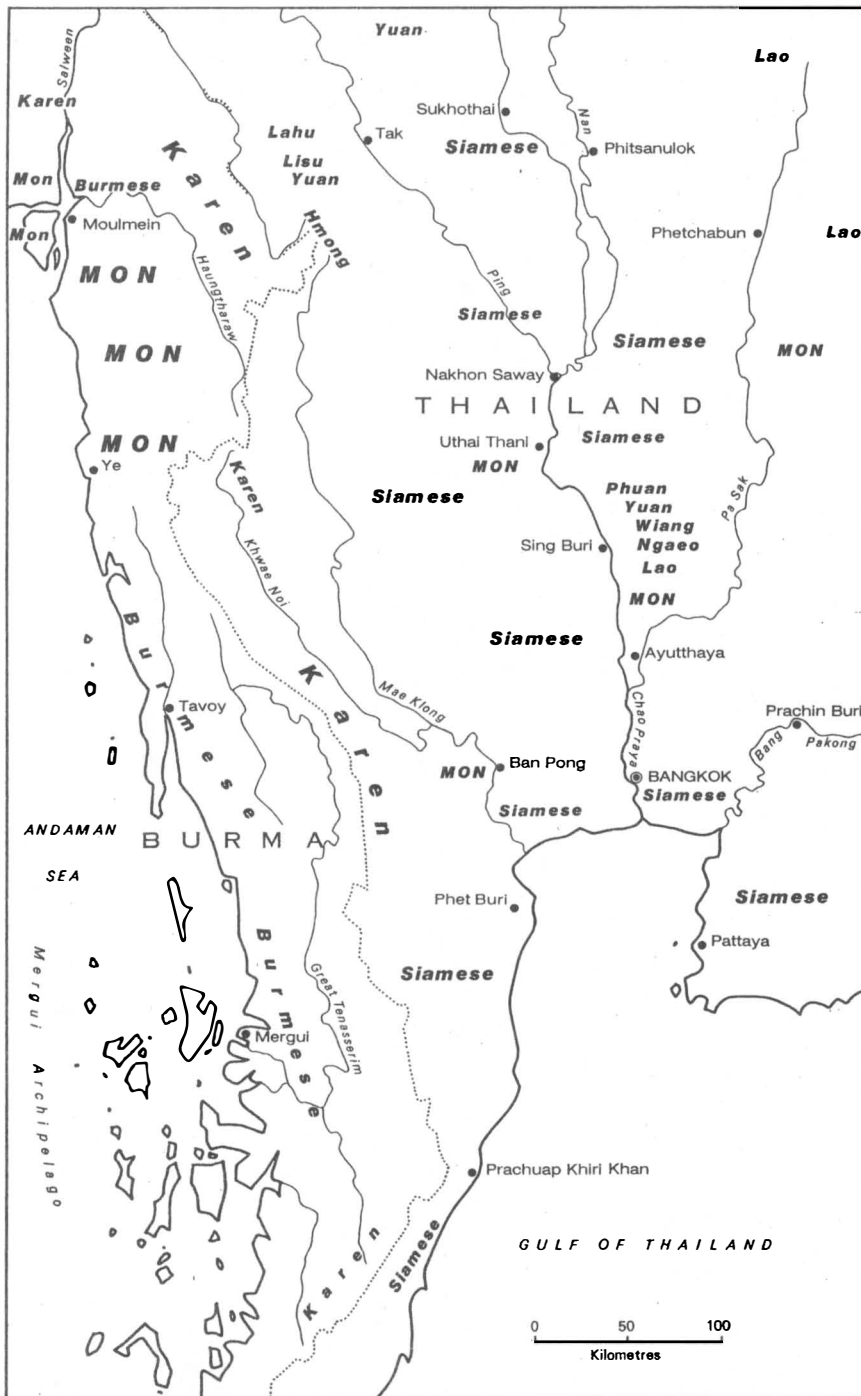 Yuan
Lao
Salween
Karen
Sukhothai
Nan
Lahu
Tak
Siamese
Phitsanulok
Lisu
Yuan
Karen
Mon
Burmese
Hmong
Mon
Moulmein
Phetchabun
Lao
MON
Haungtharaw
Ping
Siamese
Siamese
MON
MON
Nakhon Saway
THAILAND
MON
Uthai Thani
Siamese
Ye
MON
Karen
Siamese
Phuan
Yuan
Wiang
Ngaeo
Lao
Pa Sak
Khwae Noi
Sing Buri
MON
Burmese
Siamese
Ayutthaya
Karen
Mae Klong
Tavoy
Chao Praya
Prachin Buri
Bang Pakong
MON
Ban Pong
BANGKOK
Siamese
Siamese
ANDAMAN
SEA
BURMA
Phet Buri
Siamese
Pattaya
Mergui Archipelago
Burmese
Siamese
Great Tenasserim
Mergui
Prachuap Khiri Khan
Karen
Siamese
GULF OF THAILAND
0 50 100
Kilometres